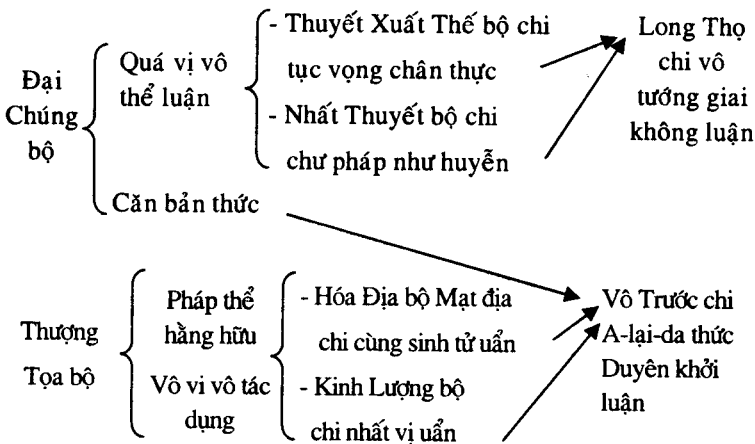 Đại
Chúng
bộ
Quá vị vô
thể luận
- Thuyết Xuất Thế bộ chi
tục vọng chân thực
- Nhất Thuyết bộ chi
chư pháp như huyễn
Căn bản thức
Long Thọ
chi vô
tướng giai
không luận
Thượng
Tọa bộ
Pháp thể
hằng hữu
Vô vi vô tác
dụng
- Hóa Địa bộ Mạt địa
chi cùng sinh tử uẩn
- Kinh Lượng bộ
chi nhất vị uẩn
Vô Trước chi
A-lại-da thức
Duyên khởi
luận